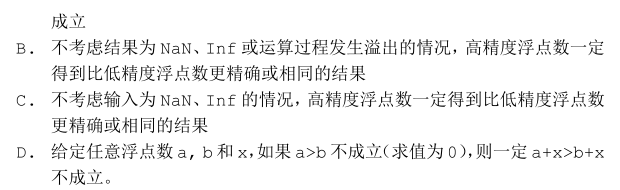 成立
B. 不考虑结果为 NaN、Inf 或运算过程发生溢出的情况，高精度浮点数一定
得到比低精度浮点数更精确或相同的结果
C. 不考虑输入为 NaN、Inf 的情况，高精度浮点数一定得到比低精度浮点数
更精确或相同的结果
D. 给定任意浮点数 a, b 和 x，如果 a>b 不成立（求值为 0），则一定 a+x>b+x
不成立。